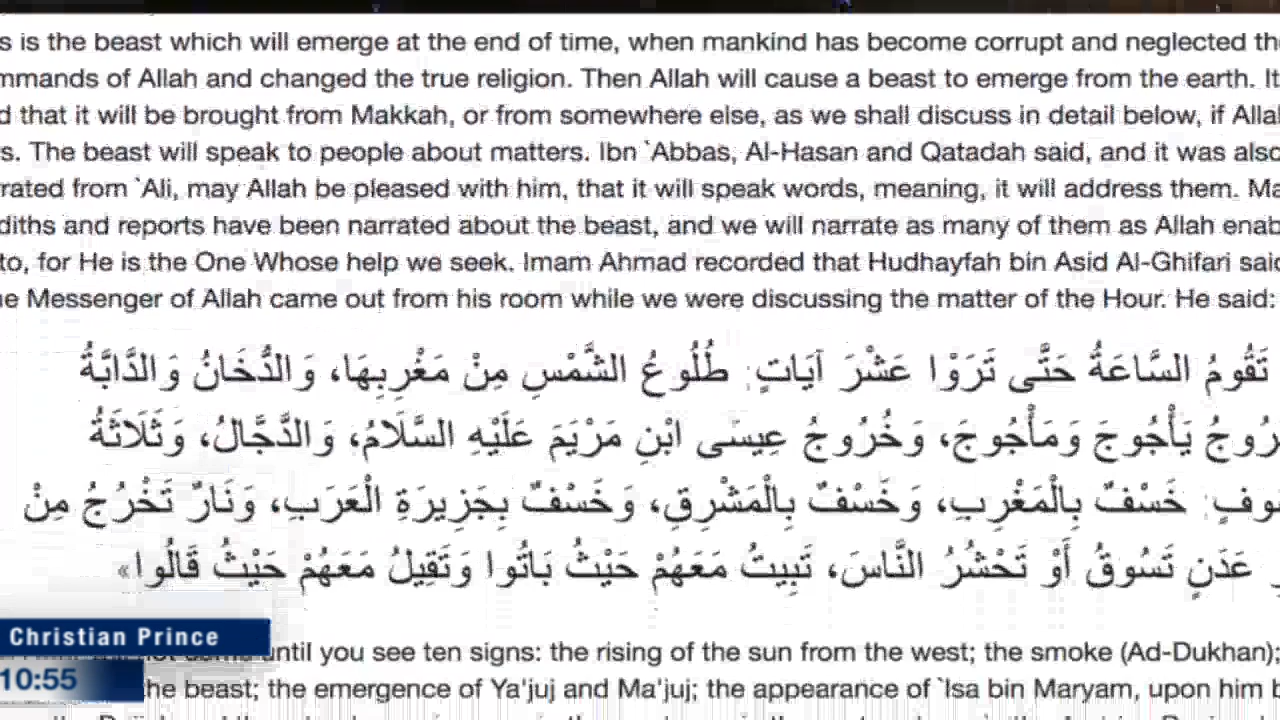 s is the beast which will emerge at the end of time, when mankind has become corrupt and neglected th
mmands of Allah and changed the true religion. Then Allah will cause a beast to emerge from the earth. It
d that it will be brought from Makkah, or from somewhere else, as we shall discuss in detail below, if Alla
s. The beast will speak to people about matters. Ibn `Abbas, Al-Hasan and Qatadah said, and it was also
rrated from `Ali, may Allah be pleased with him, that it will speak words, meaning, it will address them. Ma
diths and reports have been narrated about the beast, and we will narrate as many of them as Allah enab
to, for He is the One Whose help we seek. Imam Ahmad recorded that Hudhayfah bin Asid Al-Ghifari said
e Messenger of Allah came out from his room while we were discussing the matter of the Hour. He said:
تَقُومُ السَّاعَةُ حَتَّى تَرَوْا عَشْرَ آيَاتٍ: طُلُوعُ الشَّمْسِ مِنْ مَغْرِبِهَا، وَالدُّخَانُ وَالدَّابَّةُ
رُوجُ يَأْجُوجَ وَمَأْجُوجَ، وَخُرُوجُ عِيسَى ابْنِ مَرْيَمَ عَلَيْهِ السَّلَامُ، وَالدَّجَّالُ، وَثَلَاثَةُ
سُوفٍ: خَسْفٌ بِالْمَغْرِبِ، وَخَسْفٌ بِالْمَشْرِقِ، وَخَسْفٌ بِجَزِيرَةِ الْعَرَبِ، وَنَارٌ تَخْرُجُ مِنْ
عَدَنٍ تَسُوقُ أَوْ تَحْشُرُ النَّاسَ، تَبِيتُ مَعَهُمْ حَيْثُ بَاتُوا وَتَقِيلُ مَعَهُمْ حَيْثُ قَالُوا»
Christian Prince
until you see ten signs: the rising of the sun from the west; the smoke (Ad-Dukhan);
10:55
the beast; the emergence of Ya'juj and Ma'juj; the appearance of `Isa bin Maryam, upon him b